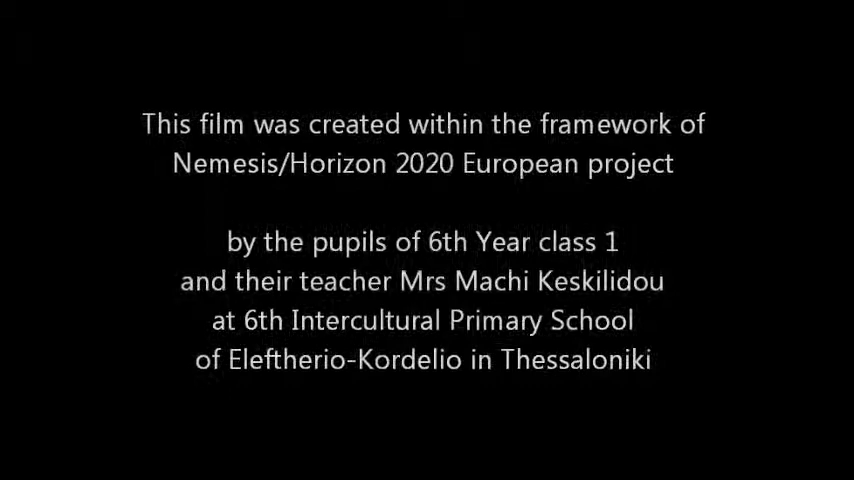 This film was created within the framework of
Nemesis/Horizon 2020 European project
by the pupils of 6th Year class 1
and their teacher Mrs Machi Keskilidou
at 6th Intercultural Primary School
of Eleftherio-Kordelio in Thessaloniki